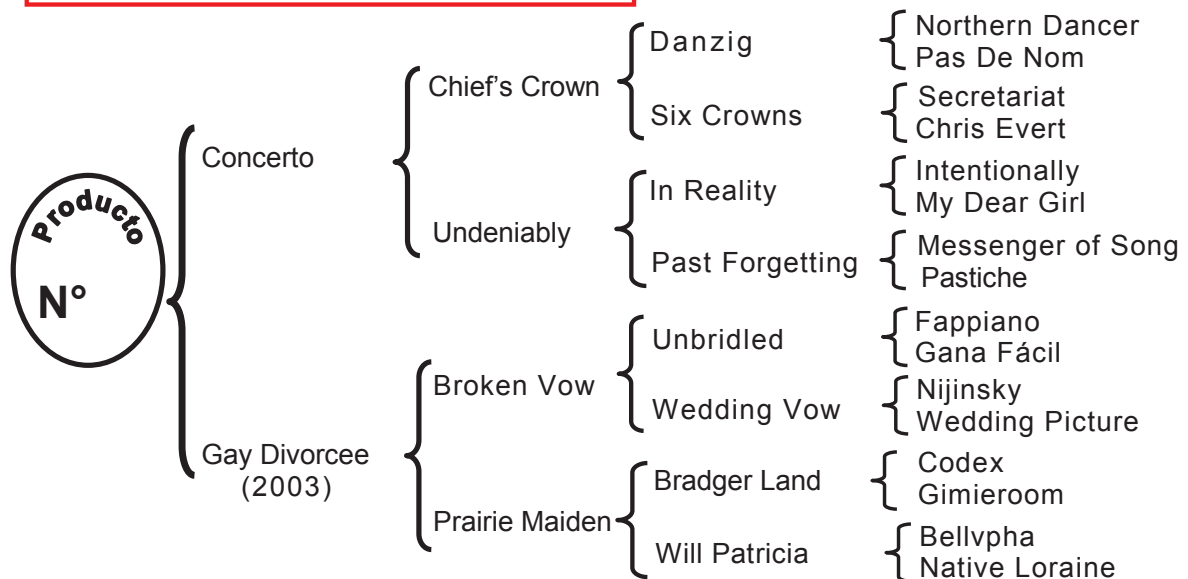 Producto
N°
Concerto
Gay Divorcee
(2003)
Chief's Crown
Undeniably
Broken Vow
Prairie Maiden
Danzig
Six Crowns
In Reality
Past Forgetting
Unbridled
Wedding Vow
Bradger Land
Will Patricia
Northern Dancer
Pas De Nom
Secretariat
Chris Evert
Intentionally
My Dear Girl
Messenger of Song
Pastiche
Fappiano
Gana Fácil
Nijinsky
Wedding Picture
Codex
Gimieroom
Bellvpha
Native Loraine